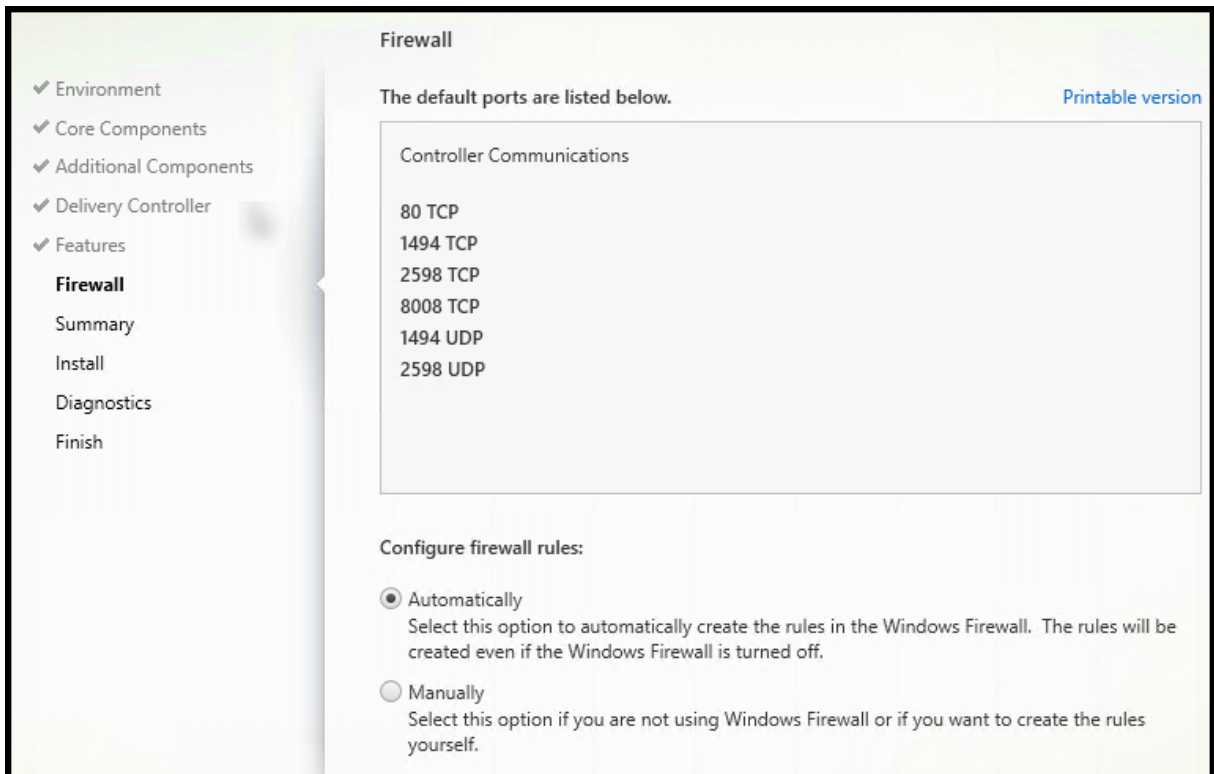 Firewall
Environment
Core Components
Additional Components
Delivery Controller
Features
Firewall
Summary
Install
Diagnostics
Finish
The default ports are listed below.
Printable version
Controller Communications
80 TCP
1494 TCP
2598 TCP
8008 TCP
1494 UDP
2598 UDP
Configure firewall rules:
Automatically
Select this option to automatically create the rules in the Windows Firewall.  The rules will be
created even if the Windows Firewall is turned off.
Manually
Select this option if you are not using Windows Firewall or if you want to create the rules
yourself.